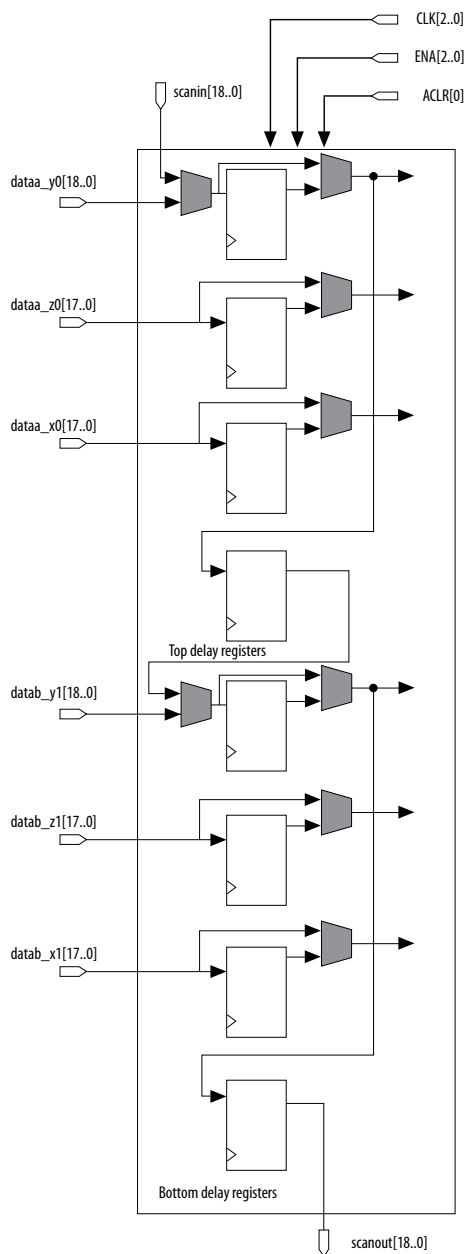 CLK[2..0]
ENA[2..0]
scanin[18..0]
ACLR[0]
dataa_y0[18..0]
dataa_z0[17..0]
dataa_x0[17..0]
Top delay registers
datab_y1[18..0]
datab_z1[17..0]
datab_x1[17..0]
Bottom delay registers
scanout[18..0]